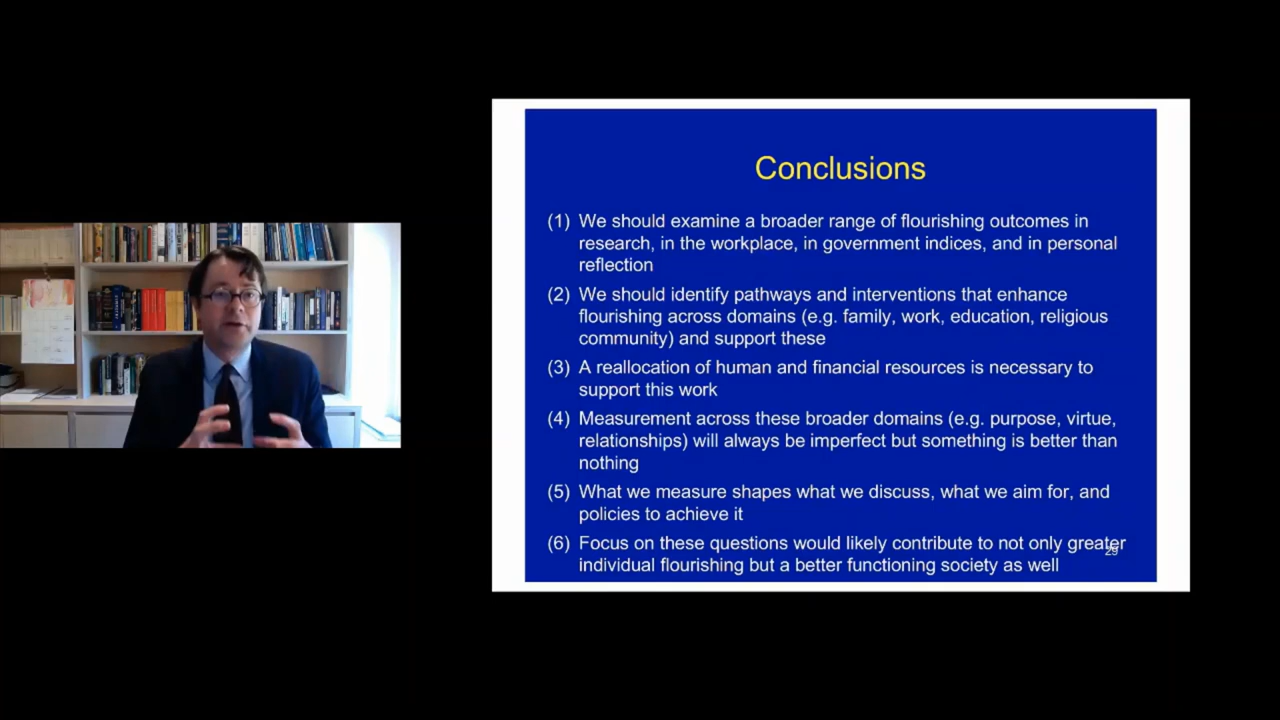 Conclusions
(1) We should examine a broader range of flourishing outcomes in
research, in the workplace, in government indices, and in personal
reflection
(2) We should identify pathways and interventions that enhance
flourishing across domains (e.g. family, work, education, religious
community) and support these
(3) A reallocation of human and financial resources is necessary to
support this work
(4) Measurement across these broader domains (e.g. purpose, virtue,
relationships) will always be imperfect but something is better than
nothing
(5) What we measure shapes what we discuss, what we aim for, and
policies to achieve it
(6) Focus on these questions would likely contribute to not only greater
individual flourishing but a better functioning society as well